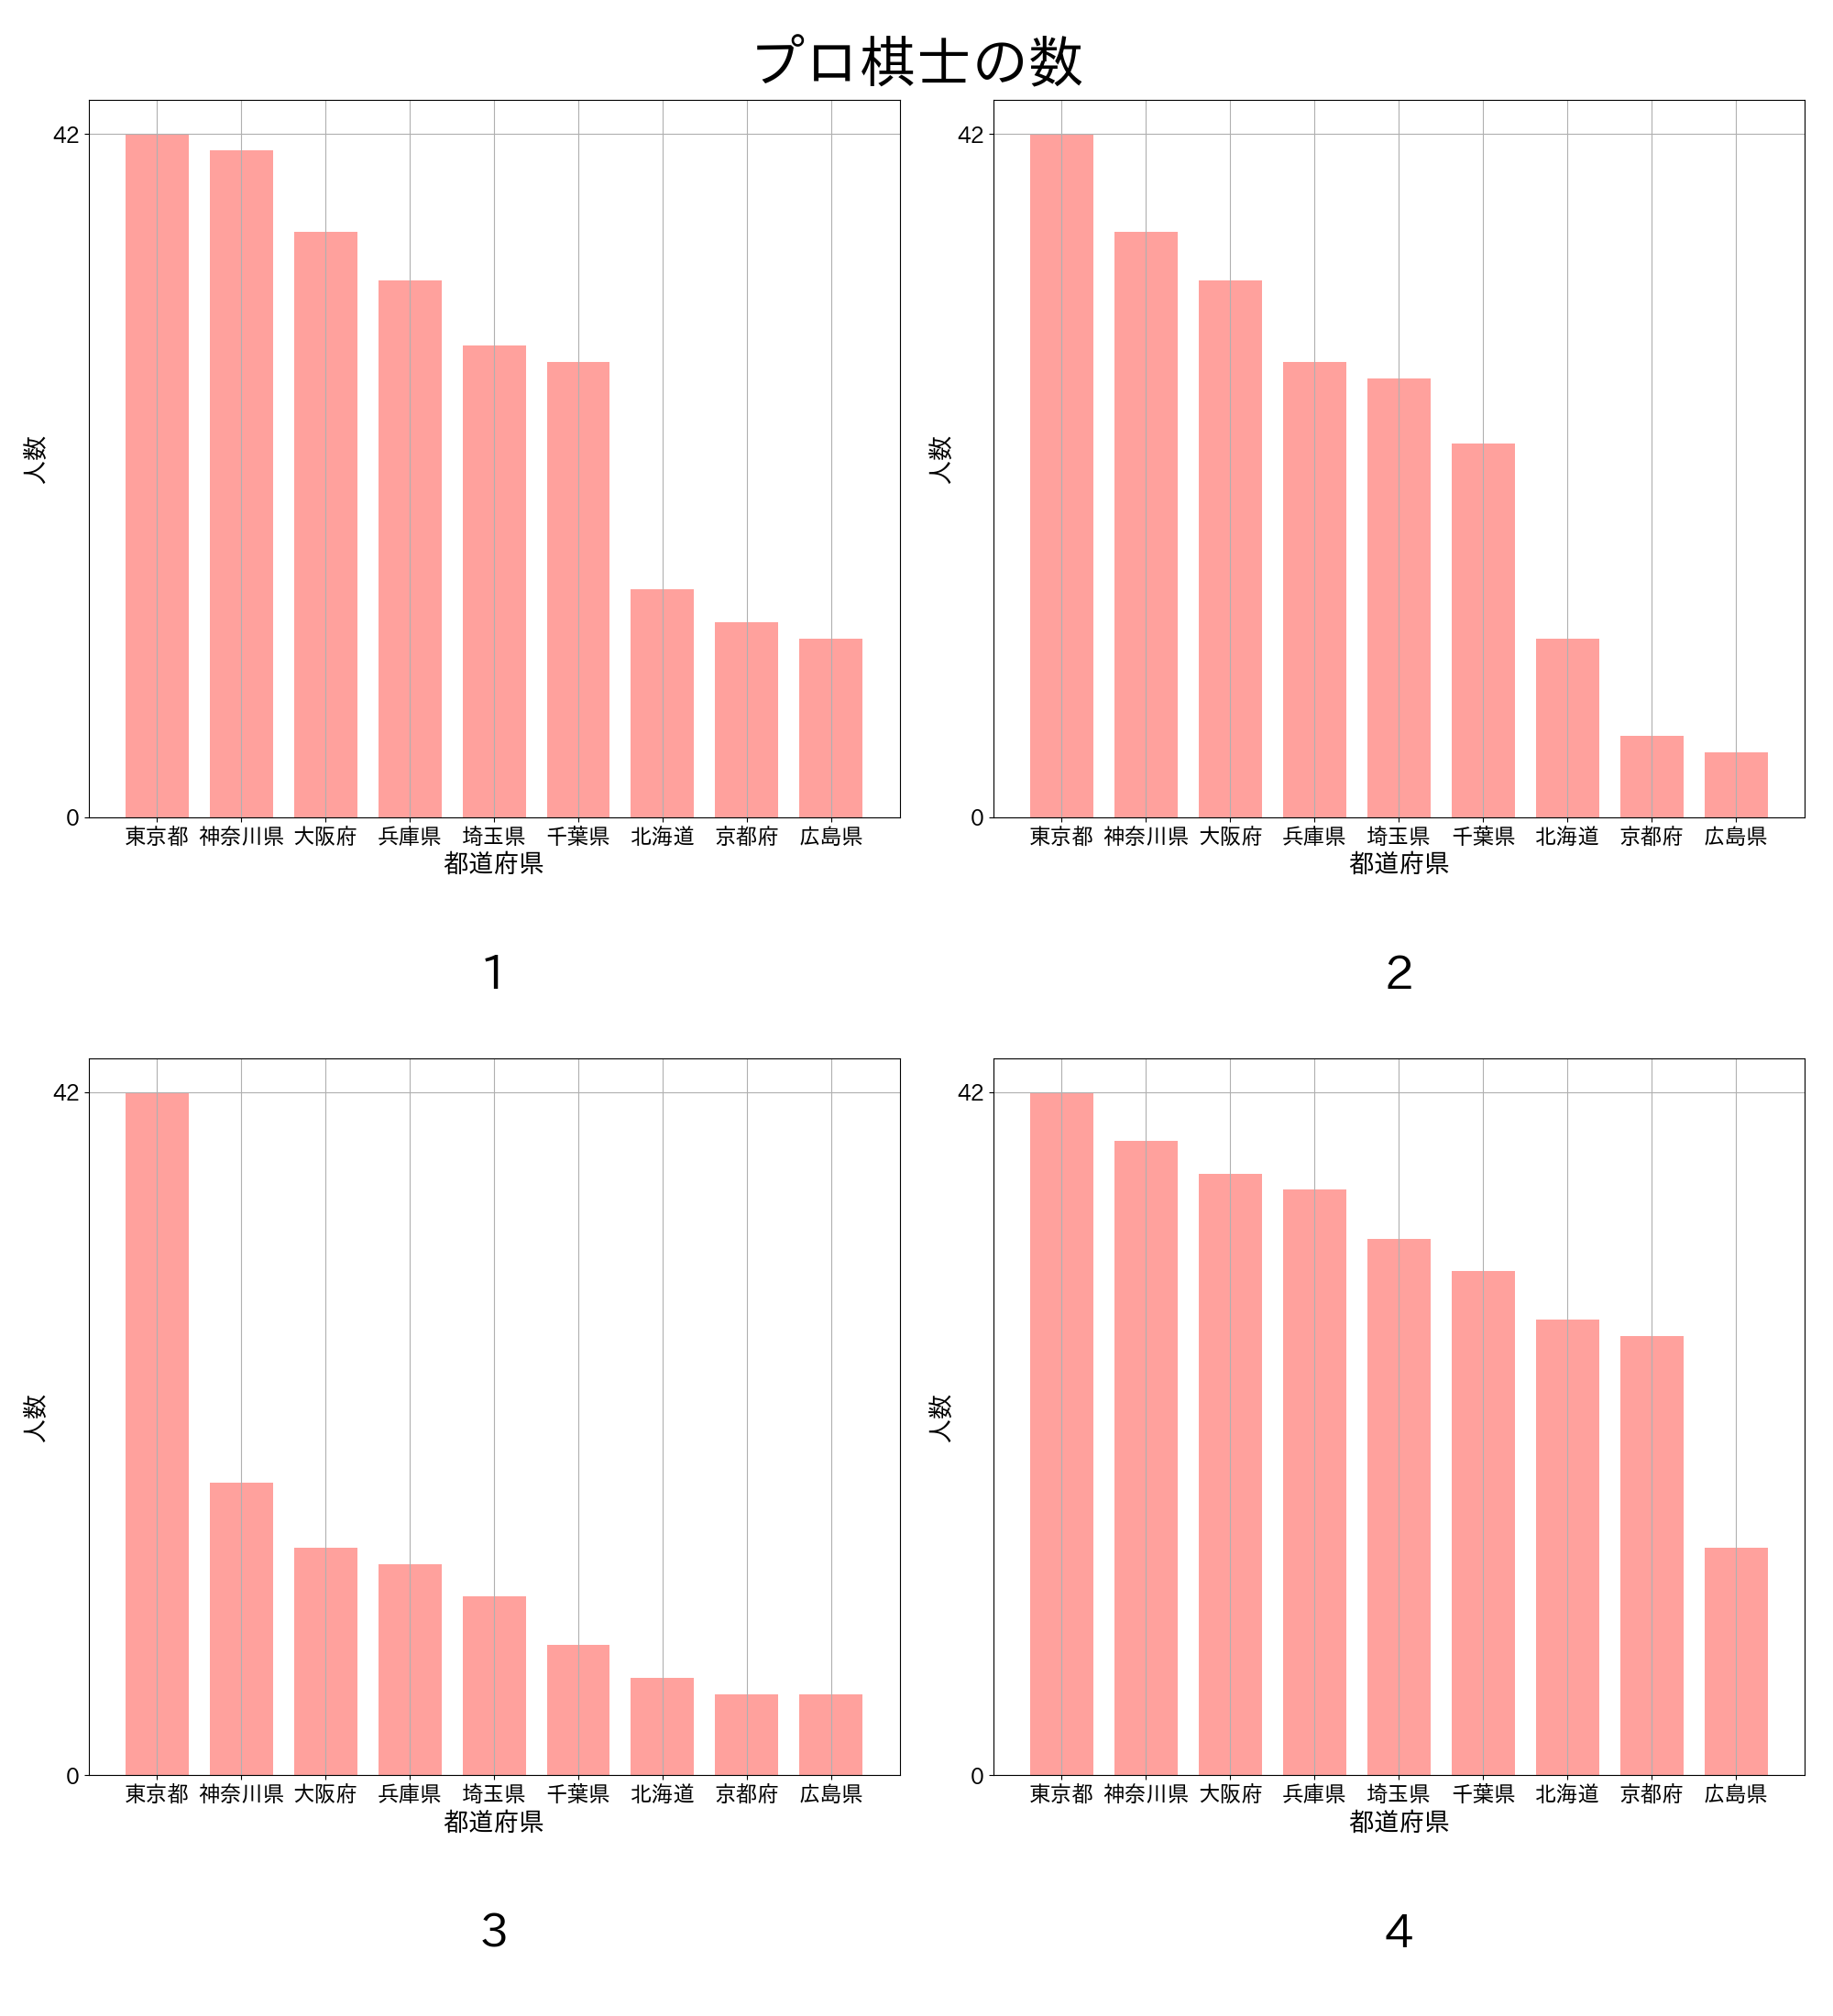 プロ棋士の数
42
0
人数
東京都 神奈川県 大阪府 兵庫県 埼玉県 千葉県 北海道 京都府 広島県
都道府県
1
42
0
人数
東京都 神奈川県 大阪府 兵庫県 埼玉県 千葉県 北海道 京都府 広島県
都道府県
2
42
0
人数
東京都 神奈川県 大阪府 兵庫県 埼玉県 千葉県 北海道 京都府 広島県
都道府県
3
42
0
人数
東京都 神奈川県 大阪府 兵庫県 埼玉県 千葉県 北海道 京都府 広島県
都道府県
4